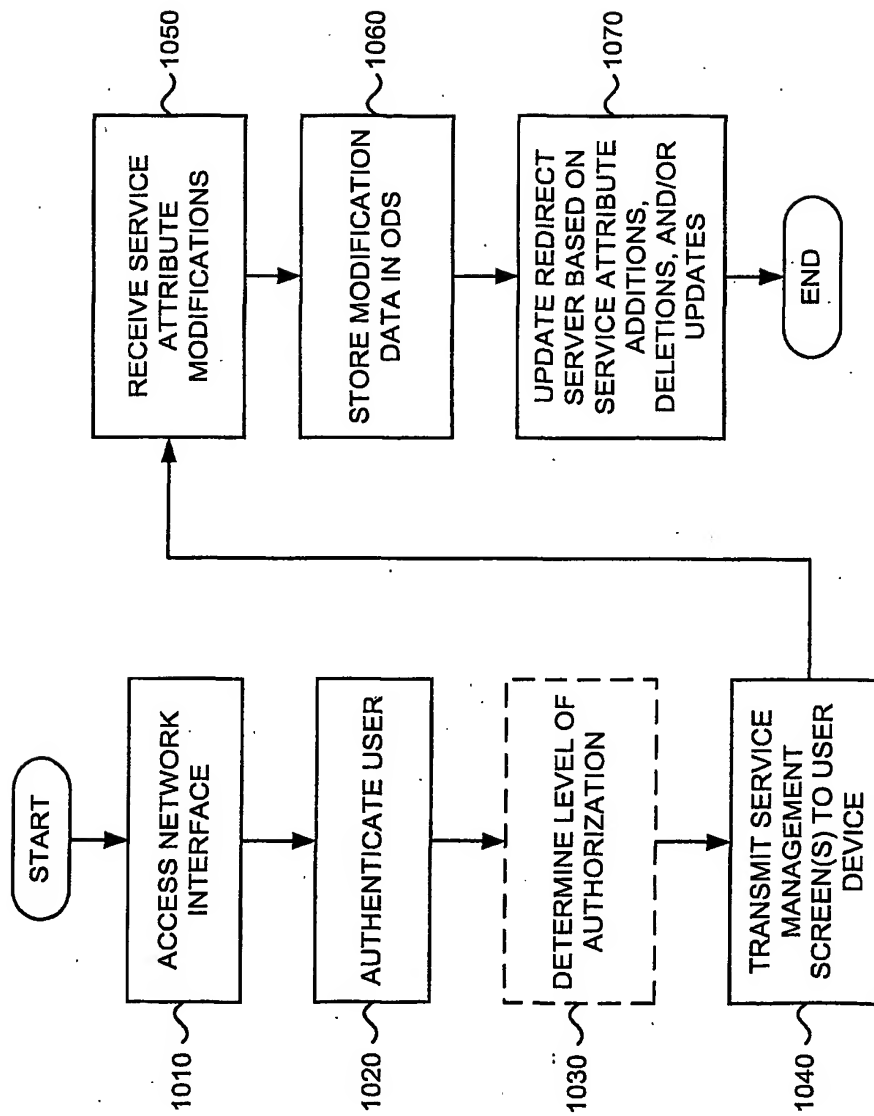 START
ACCESS NETWORK
INTERFACE
1010
AUTHENTICATE USER
1020
DETERMINE LEVEL OF
AUTHORIZATION
1030
TRANSMIT SERVICE
MANAGEMENT
SCREEN(S) TO USER
DEVICE
1040
RECEIVE SERVICE
ATTRIBUTE
MODIFICATIONS
1050
STORE MODIFICATION
DATA IN ODS
1060
UPDATE REDIRECT
SERVER BASED ON
SERVICE ATTRIBUTE
ADDITIONS,
DELETIONS, AND/OR
UPDATES
1070
END